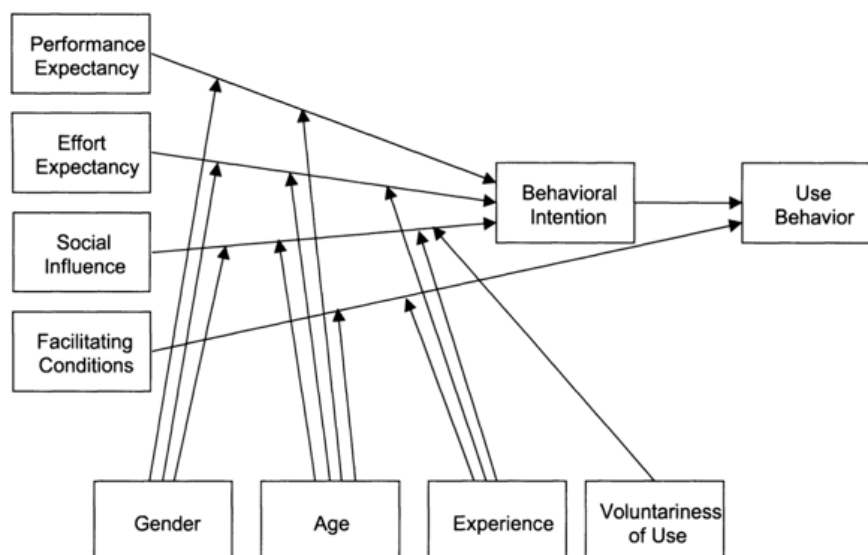 Performance
Expectancy
Effort
Expectancy
Social
Influence
Facilitating
Conditions
Behavioral
Intention
Use
Behavior
Gender
Age
Experience
Voluntariness
of Use